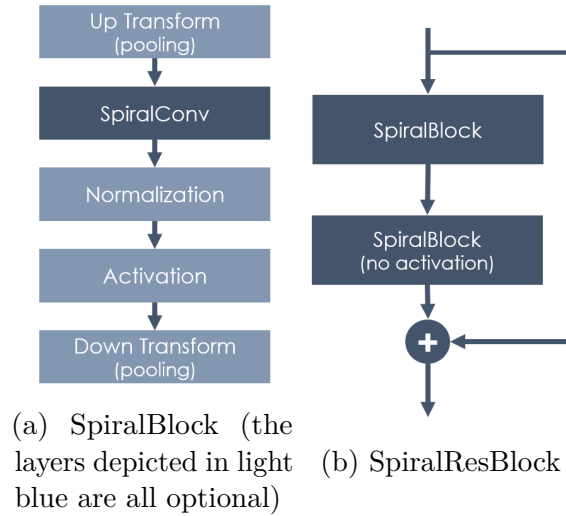 Up Transform
(pooling)
SpiralConv
Normalization
Activation
Down Transform
(pooling)
(a) SpiralBlock (the
layers depicted in light
blue are all optional)
SpiralBlock
SpiralBlock
(no activation)
+
(b) SpiralResBlock